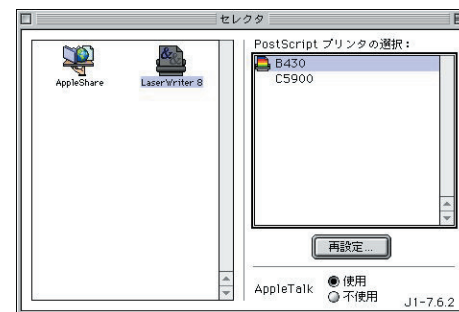 セレクタ
AppleShare
LaserWriter 8
PostScript プリンタの選択：
B430
C5900
再設定...
AppleTalk
使用
不使用
J1-7.6.2